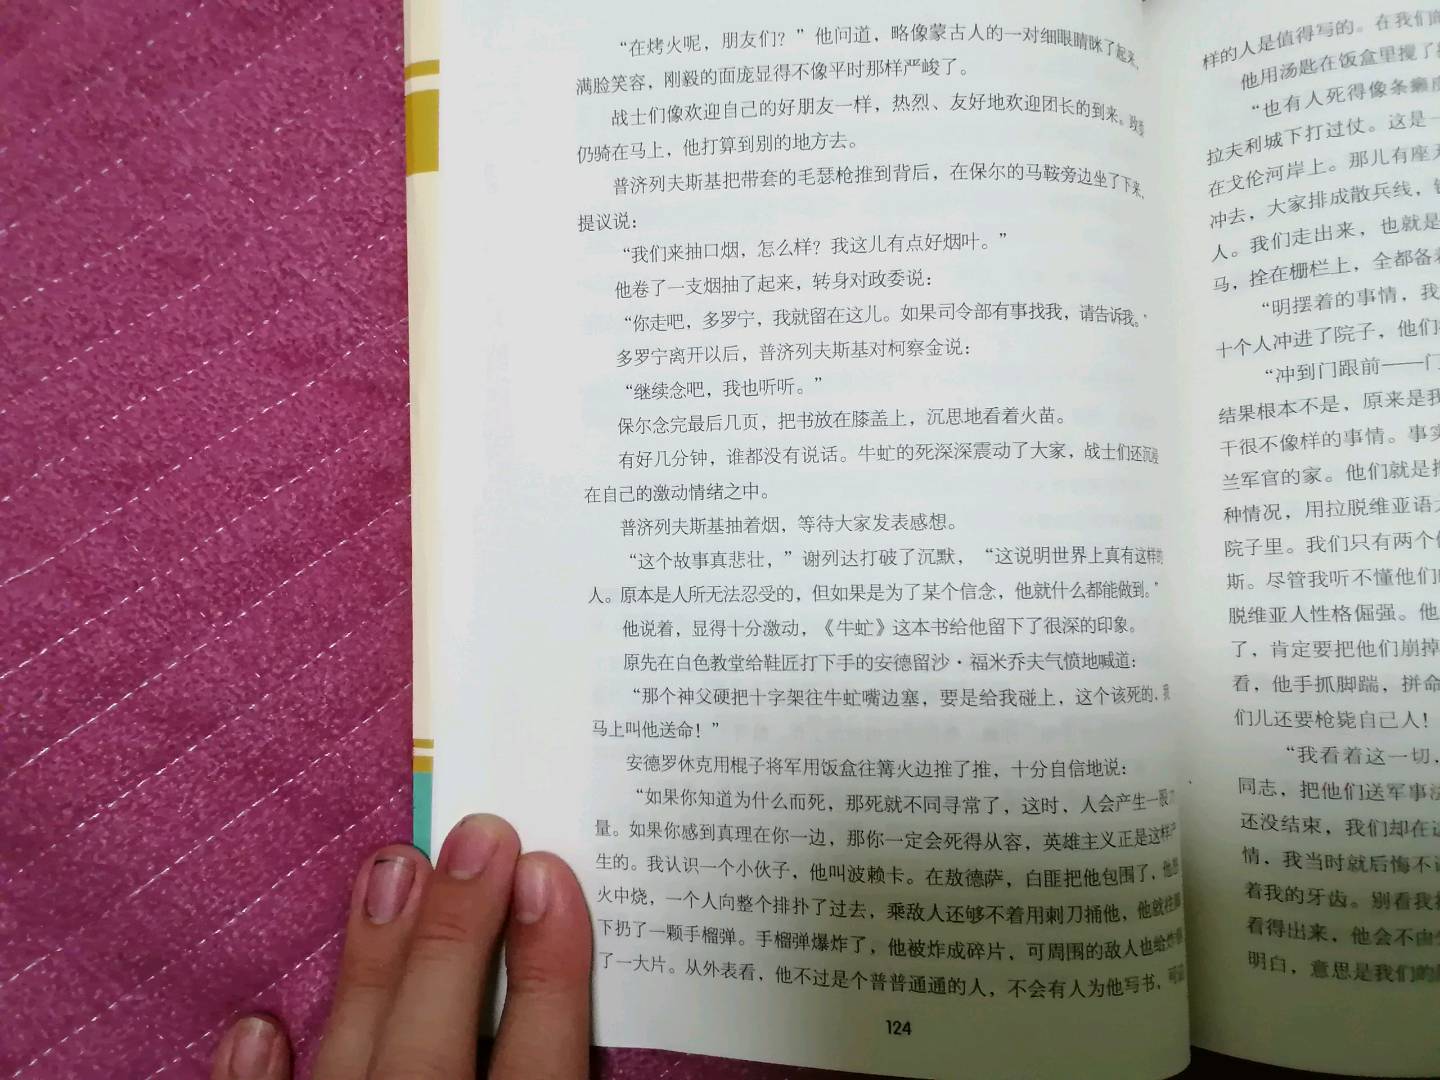 “在烤火呢，朋友们？”他问道，略像蒙古人的一对细眼睛眯了起来，
满脸笑容，刚毅的面庞显得不像平时那样严峻了。
战士们像欢迎自己的好朋友一样，热烈、友好地欢迎团长的到来。政委
仍骑在马上，他打算到别的地方去。
普济列夫斯基把带套的毛瑟枪推到背后，在保尔的马鞍旁边坐了下来，
提议说：
“我们来抽口烟，怎么样？我这儿有点好烟叶。”
他卷了一支烟抽了起来，转身对政委说：
“你走吧，多罗宁，我就留在这儿。如果司令部有事找我，请告诉我。”
多罗宁离开以后，普济列夫斯基对柯察金说：
“继续念吧，我也听听。”
保尔念完最后几页，把书放在膝盖上，沉思地看着火苗。
有好几分钟，谁都没有说话。牛虻的死深深震动了大家，战士们还沉浸
在自己的激动情绪之中。
普济列夫斯基抽着烟，等待大家发表感想。
“这个故事真悲壮，”谢列达打破了沉默，“这说明世界上真有这样的
人。原本是人所无法忍受的，但如果是为了某个信念，他就什么都能做到。”
他说着，显得十分激动，《牛虻》这本书给他留下了很深的印象。
原先在白色教堂给鞋匠打下手的安德留沙·福米乔夫气愤地喊道：
“那个神父硬把十字架往牛虻嘴边塞，要是给我碰上，这个该死的，我
马上叫他送命！”
安德罗休克用棍子将军用饭盒往篝火边推了推，十分自信地说：
“如果你知道为什么而死，那死就不同寻常了，这时，人会产生一股力
量。如果你感到真理在你一边，那你一定会死得从容，英雄主义正是这样产
生的。我认识一个小伙子，他叫波赖卡。在敖德萨，白匪把他包围了，他怒
火中烧，一个人向整个排扑了过去，乘敌人还够不着用刺刀捅他，他就往脚
下扔了一颗手榴弹。手榴弹爆炸了，他被炸成碎片，可周围的敌人也给炸倒
了一大片。从外表看，他不过是个普普通通的人，不会有人为他写书，可
124
样的人是值得写的。在我们
他用汤匙在饭盒里搅了
“也有人死得像条癞
拉夫利城下打过仗。这是一
在戈伦河岸上。那儿有座
冲去，大家排成散兵线，
人。我们走出来，也就是
马，拴在栅栏上，全都备
“明摆着的事情，我
十个人冲进了院子，他们
“冲到门跟前——门
结果根本不是，原来是我
干很不像样的事情。事实
兰军官的家。他们就是把
种情况，用拉脱维亚语
院子里。我们只有两个
斯。尽管我听不懂他们
脱维亚人性格倔强。他
了，肯定要把他们崩掉
看，他手抓脚踹，拼命
们儿还要枪毙自己人！
“我看着这一切，
同志，把他们送军事法
还没结束，我们却在这
情，我当时就后悔不
着我的牙齿。别看我
看得出来，他会不由
明白，意思是我们的